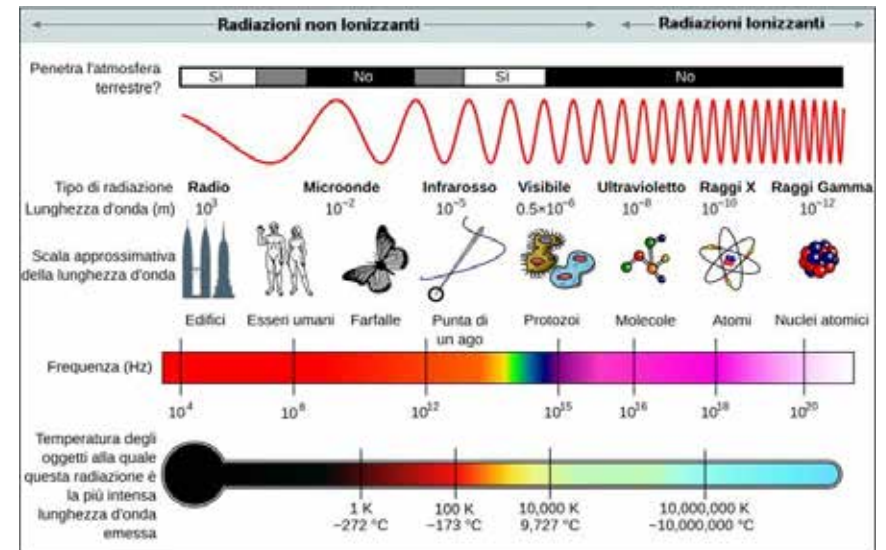 Radiazioni non Ionizzanti
Radiazioni Ionizzanti
Penetra l'atmosfera
terrestre?
Sì
No
Sì
No
Tipo di radiazione
Radio
Microonde
Infrarosso
Visibile
Ultravioletto
Raggi X
Raggi Gamma
Lunghezza d'onda (m)
10³
10⁻²
10⁻⁵
0.5×10⁻⁶
10⁻⁸
10⁻¹⁰
10⁻¹²
Scala approssimativa
della lunghezza d'onda
Edifici
Esseri umani
Farfalle
Punta di
un ago
Protozoi
Molecole
Atomi
Nuclei atomici
Frequenza (Hz)
10⁴
10⁸
10¹²
10¹⁵
10¹⁶
10¹⁸
10²⁰
Temperatura degli
oggetti alla quale
questa radiazione è
la più intensa
lunghezza d'onda
emessa
1 K
−272 °C
100 K
−173 °C
10,000 K
9,727 °C
10,000,000 K
~10,000,000 °C